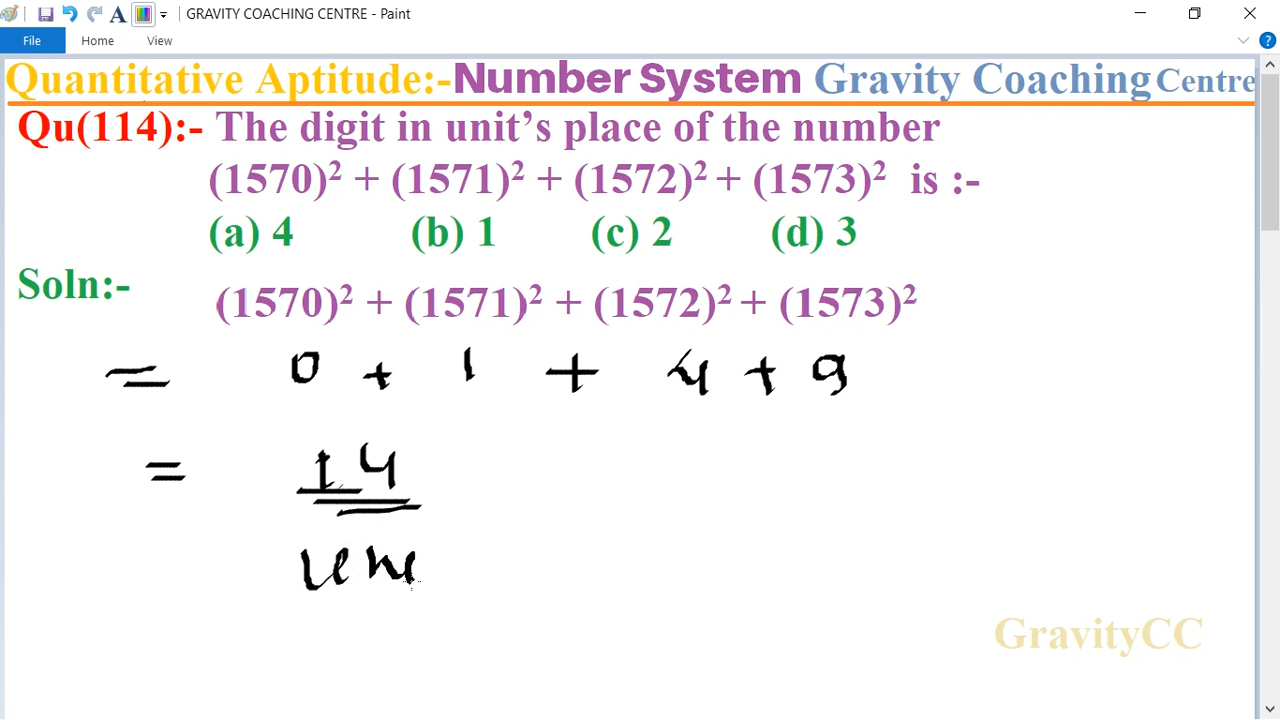 GRAVITY COACHING CENTRE - Paint
File Home View
Quantitative Aptitude:-Number System Gravity Coaching Centre
Qu(114):- The digit in unit’s place of the number
(1570)² + (1571)² + (1572)² + (1573)² is :-
(a) 4 (b) 1 (c) 2 (d) 3
Soln:- (1570)² + (1571)² + (1572)² + (1573)²
= 0 + 1 + 4 + 9
= 14
GravityCC